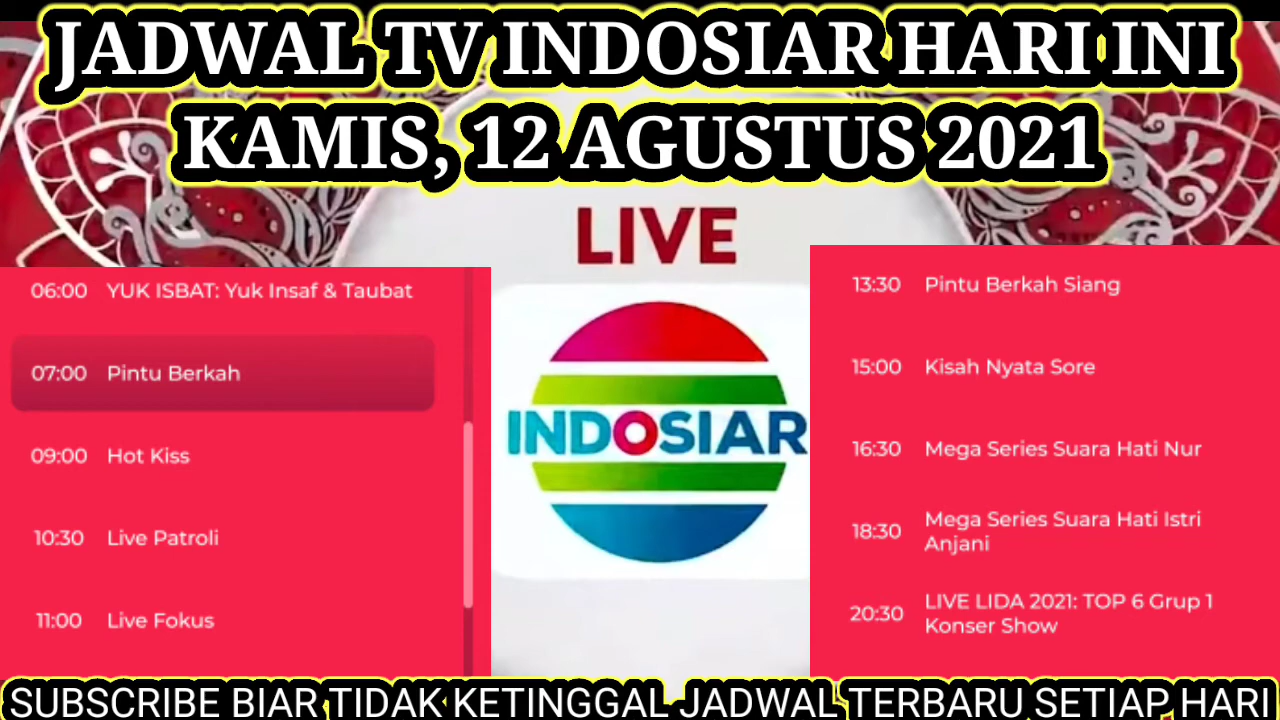 JADWAL TV INDOSIAR HARI INI
KAMIS, 12 AGUSTUS 2021
LIVE
06:00 YUK ISBAT: Yuk Insaf & Taubat
07:00 Pintu Berkah
09:00 Hot Kiss
10:30 Live Patroli
11:00 Live Fokus
INDOSIAR
13:30 Pintu Berkah Siang
15:00 Kisah Nyata Sore
16:30 Mega Series Suara Hati Nur
18:30 Mega Series Suara Hati Istri
Anjani
20:30 LIVE LIDA 2021: TOP 6 Grup 1
Konser Show
SUBSCRIBE BIAR TIDAK KETINGGAL JADWAL TERBARU SETIAP HARI